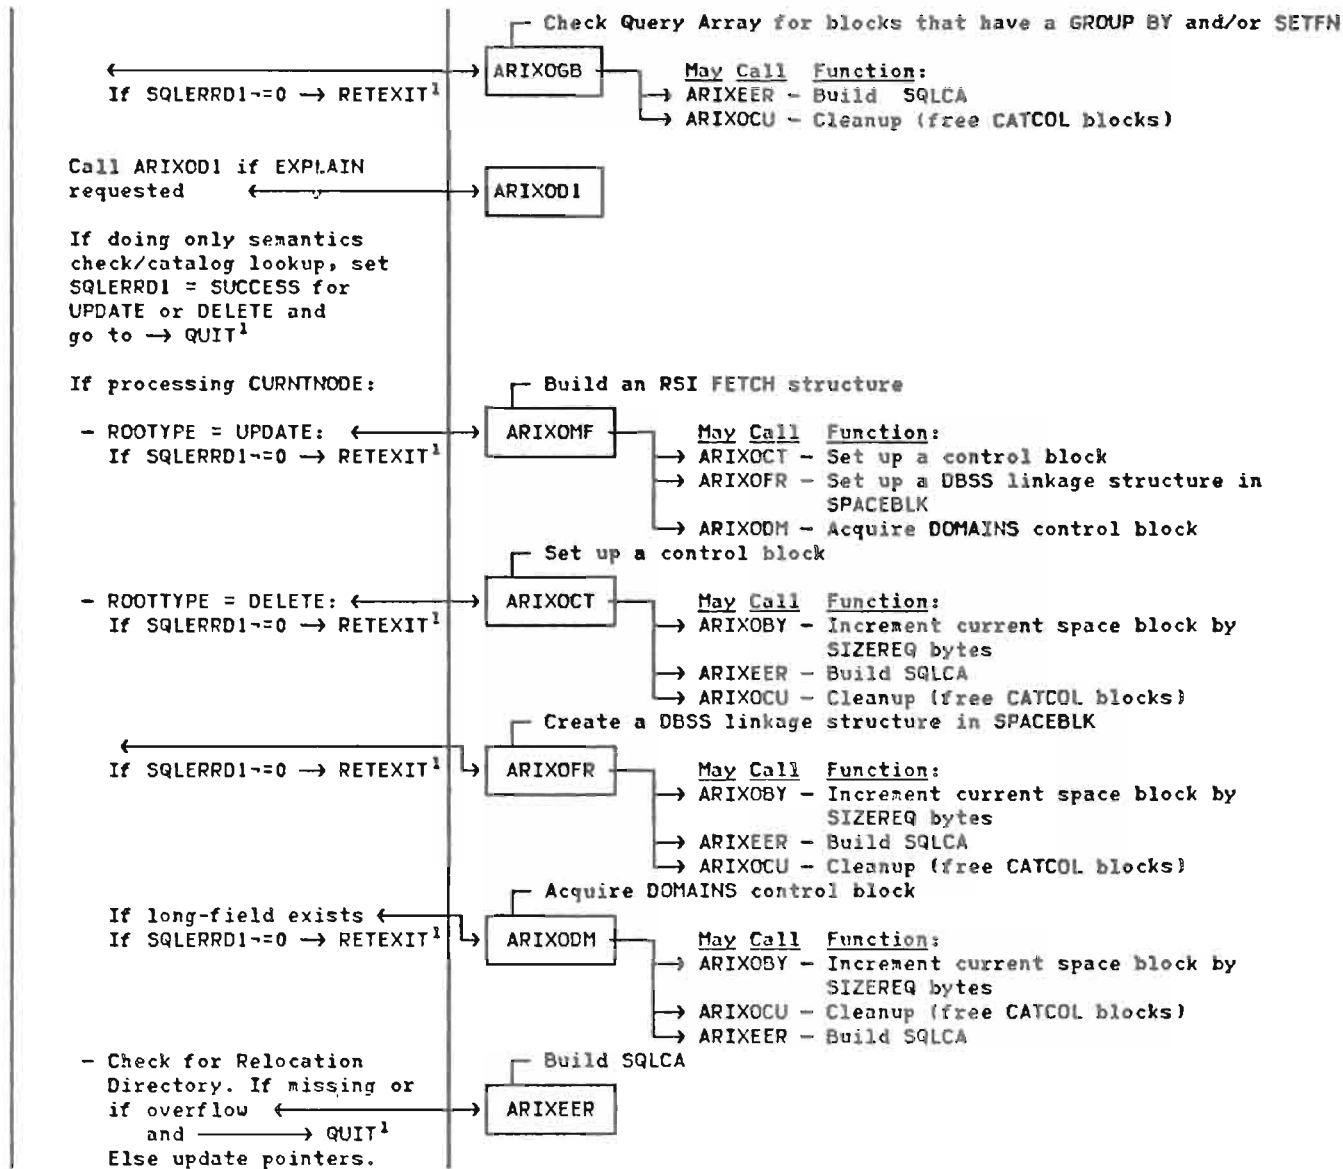 Check Query Array for blocks that have a GROUP BY and/or SETFN
ARIXOGB
May Call Function:
If SQLERRD1¬=0 → RETEXIT¹
→ ARIXEER – Build SQLCA
→ ARIXOCU – Cleanup (free CATCOL blocks)
Call ARIXOD1 if EXPLAIN
requested
ARIXOD1
If doing only semantics
check/catalog lookup, set
SQLERRD1 = SUCCESS for
UPDATE or DELETE and
go to → QUIT¹
If processing CURNTNODE:
Build an RSI FETCH structure
– ROOTYPE = UPDATE:
ARIXOMF
May Call Function:
If SQLERRD1¬=0 → RETEXIT¹
→ ARIXOCT – Set up a control block
→ ARIXOFR – Set up a DBSS linkage structure in
SPACEBLK
→ ARIXODM – Acquire DOMAINS control block
Set up a control block
– ROOTTYPE = DELETE:
ARIXOCT
May Call Function:
If SQLERRD1¬=0 → RETEXIT¹
→ ARIXOBY – Increment current space block by
SIZEREQ bytes
→ ARIXEER – Build SQLCA
→ ARIXOCU – Cleanup (free CATCOL blocks)
Create a DBSS linkage structure in SPACEBLK
If SQLERRD1¬=0 → RETEXIT¹
ARIXOFR
May Call Function:
→ ARIXOBY – Increment current space block by
SIZEREQ bytes
→ ARIXEER – Build SQLCA
→ ARIXOCU – Cleanup (free CATCOL blocks)
Acquire DOMAINS control block
If long-field exists
If SQLERRD1¬=0 → RETEXIT¹
ARIXODM
May Call Function:
→ ARIXOBY – Increment current space block by
SIZEREQ bytes
→ ARIXOCU – Cleanup (free CATCOL blocks)
→ ARIXEER – Build SQLCA
– Check for Relocation
Build SQLCA
Directory. If missing or
if overflow
ARIXEER
and → QUIT¹
Else update pointers.